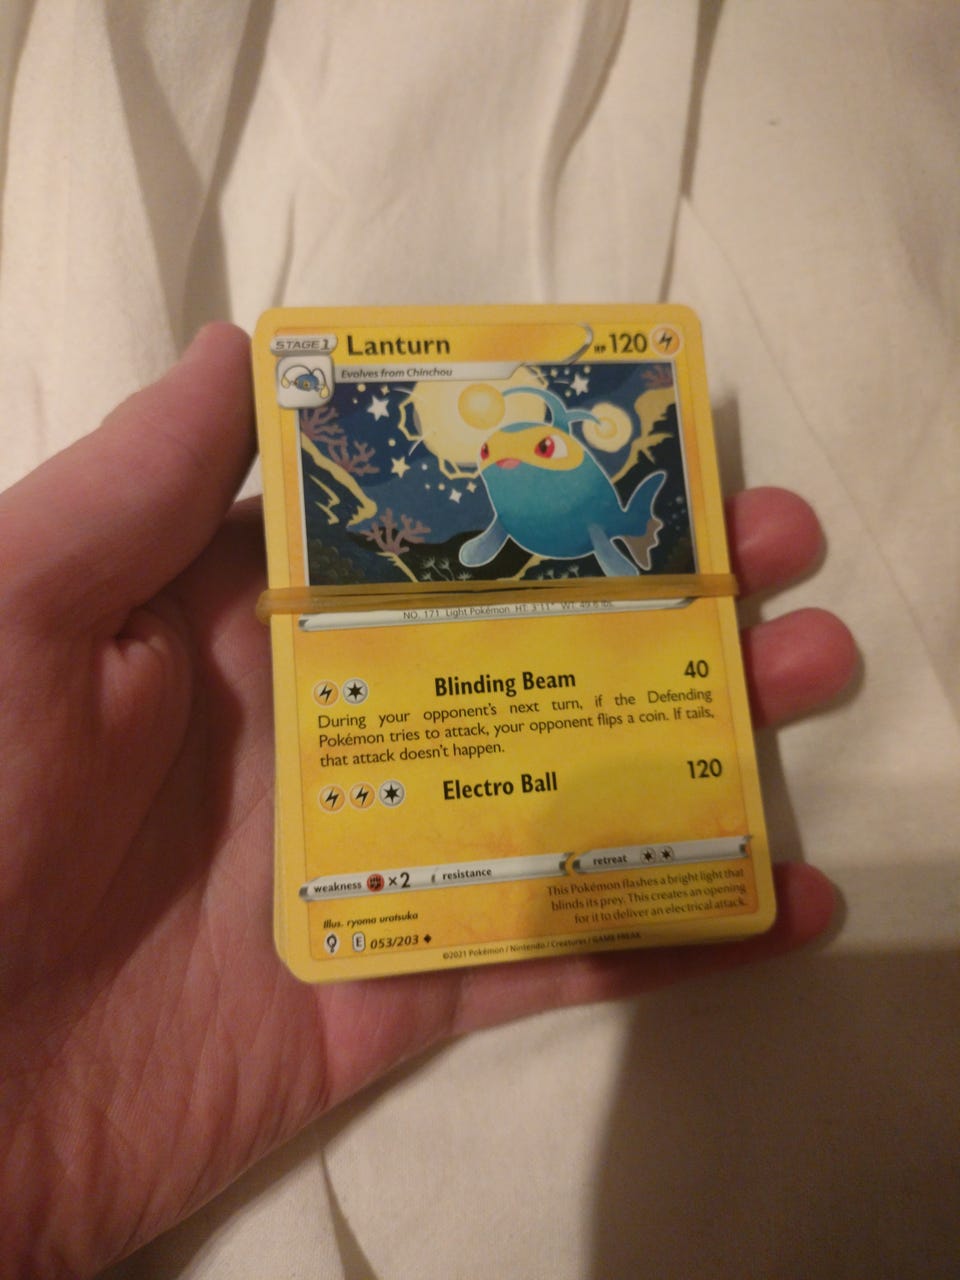 STAGE 1 Lanturn HP 120
Evolves from Chinchou
NO. 171 Light Pokémon HT: 3'11" WT: 49.6 lbs.
Blinding Beam 40
During your opponent's next turn, if the Defending
Pokémon tries to attack, your opponent flips a coin. If tails,
that attack doesn't happen.
Electro Ball 120
weakness ×2 resistance retreat
This Pokémon flashes a bright light that
blinds its prey. This creates an opening
for it to deliver an electrical attack.
Illus. ryoma uratsuka
E 053/203
©2021 Pokémon / Nintendo / Creatures / GAME FREAK